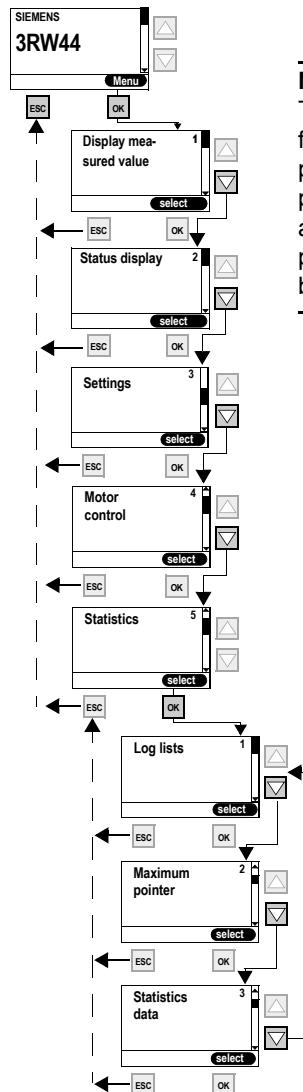 SIEMENS
3RW44
Menu
ESC OK
Display mea-
sured value
1
select
ESC OK
Status display 2
select
ESC OK
Settings 3
select
ESC OK
Motor
control
4
select
ESC OK
Statistics 5
select
ESC OK
Log lists 1
select
ESC OK
Maximum
pointer
2
select
ESC OK
Statistics
data
3
select
ESC OK